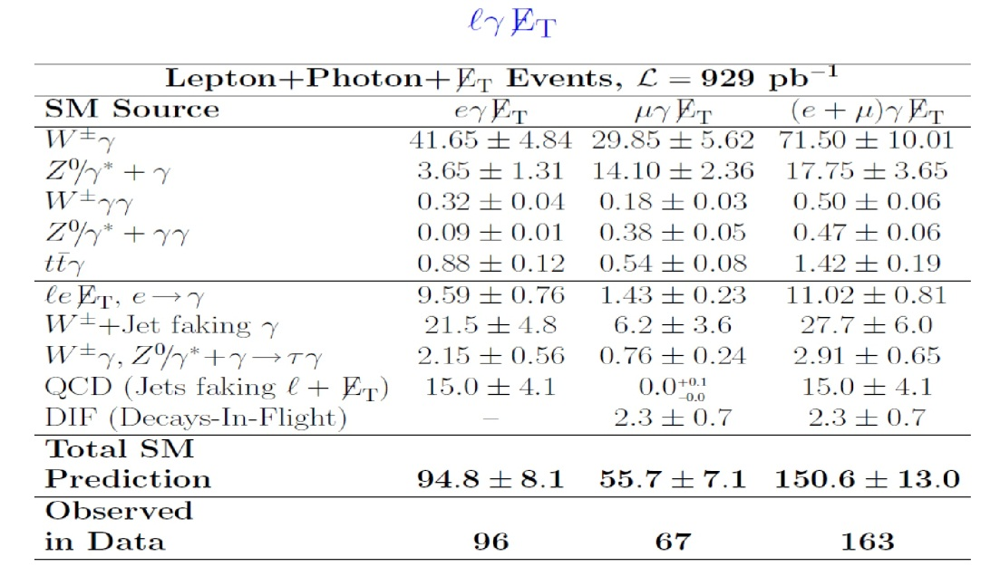 ℓγE̸T
Lepton+Photon+E̸T Events, ℒ = 929 pb⁻¹
SM Source eγE̸T μγE̸T (e + μ)γE̸T
W±γ 41.65 ± 4.84 29.85 ± 5.62 71.50 ± 10.01
Z⁰/γ* + γ 3.65 ± 1.31 14.10 ± 2.36 17.75 ± 3.65
W±γγ 0.32 ± 0.04 0.18 ± 0.03 0.50 ± 0.06
Z⁰/γ* + γγ 0.09 ± 0.01 0.38 ± 0.05 0.47 ± 0.06
tt̄γ 0.88 ± 0.12 0.54 ± 0.08 1.42 ± 0.19
ℓeE̸T, e→γ 9.59 ± 0.76 1.43 ± 0.23 11.02 ± 0.81
W±+Jet faking γ 21.5 ± 4.8 6.2 ± 3.6 27.7 ± 6.0
W±γ, Z⁰/γ*+γ→τγ 2.15 ± 0.56 0.76 ± 0.24 2.91 ± 0.65
QCD (Jets faking ℓ + E̸T) 15.0 ± 4.1 0.0+0.1−0.0 15.0 ± 4.1
DIF (Decays-In-Flight) – 2.3 ± 0.7 2.3 ± 0.7
Total SM
Prediction 94.8 ± 8.1 55.7 ± 7.1 150.6 ± 13.0
Observed
in Data 96 67 163